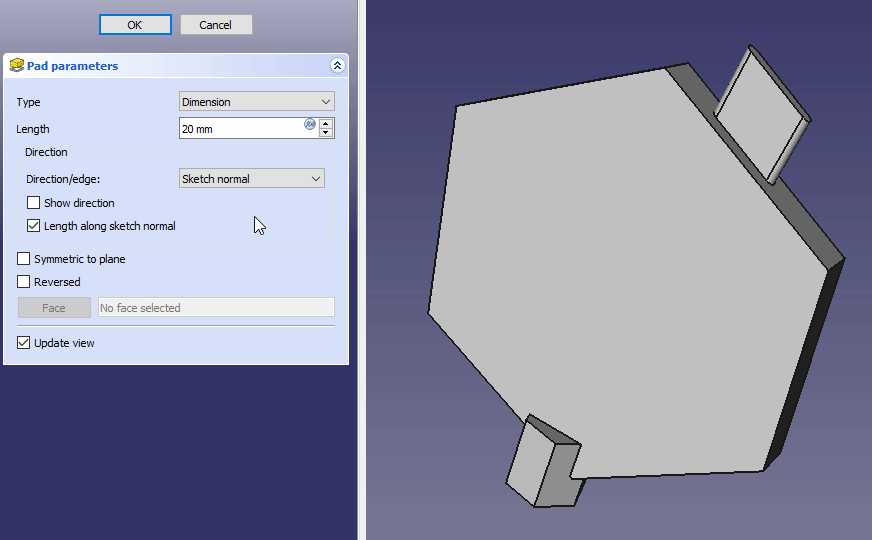 OK Cancel
Pad parameters
Type Dimension
Length 20 mm
Direction
Direction/edge: Sketch normal
Show direction
Length along sketch normal
Symmetric to plane
Reversed
Face No face selected
Update view